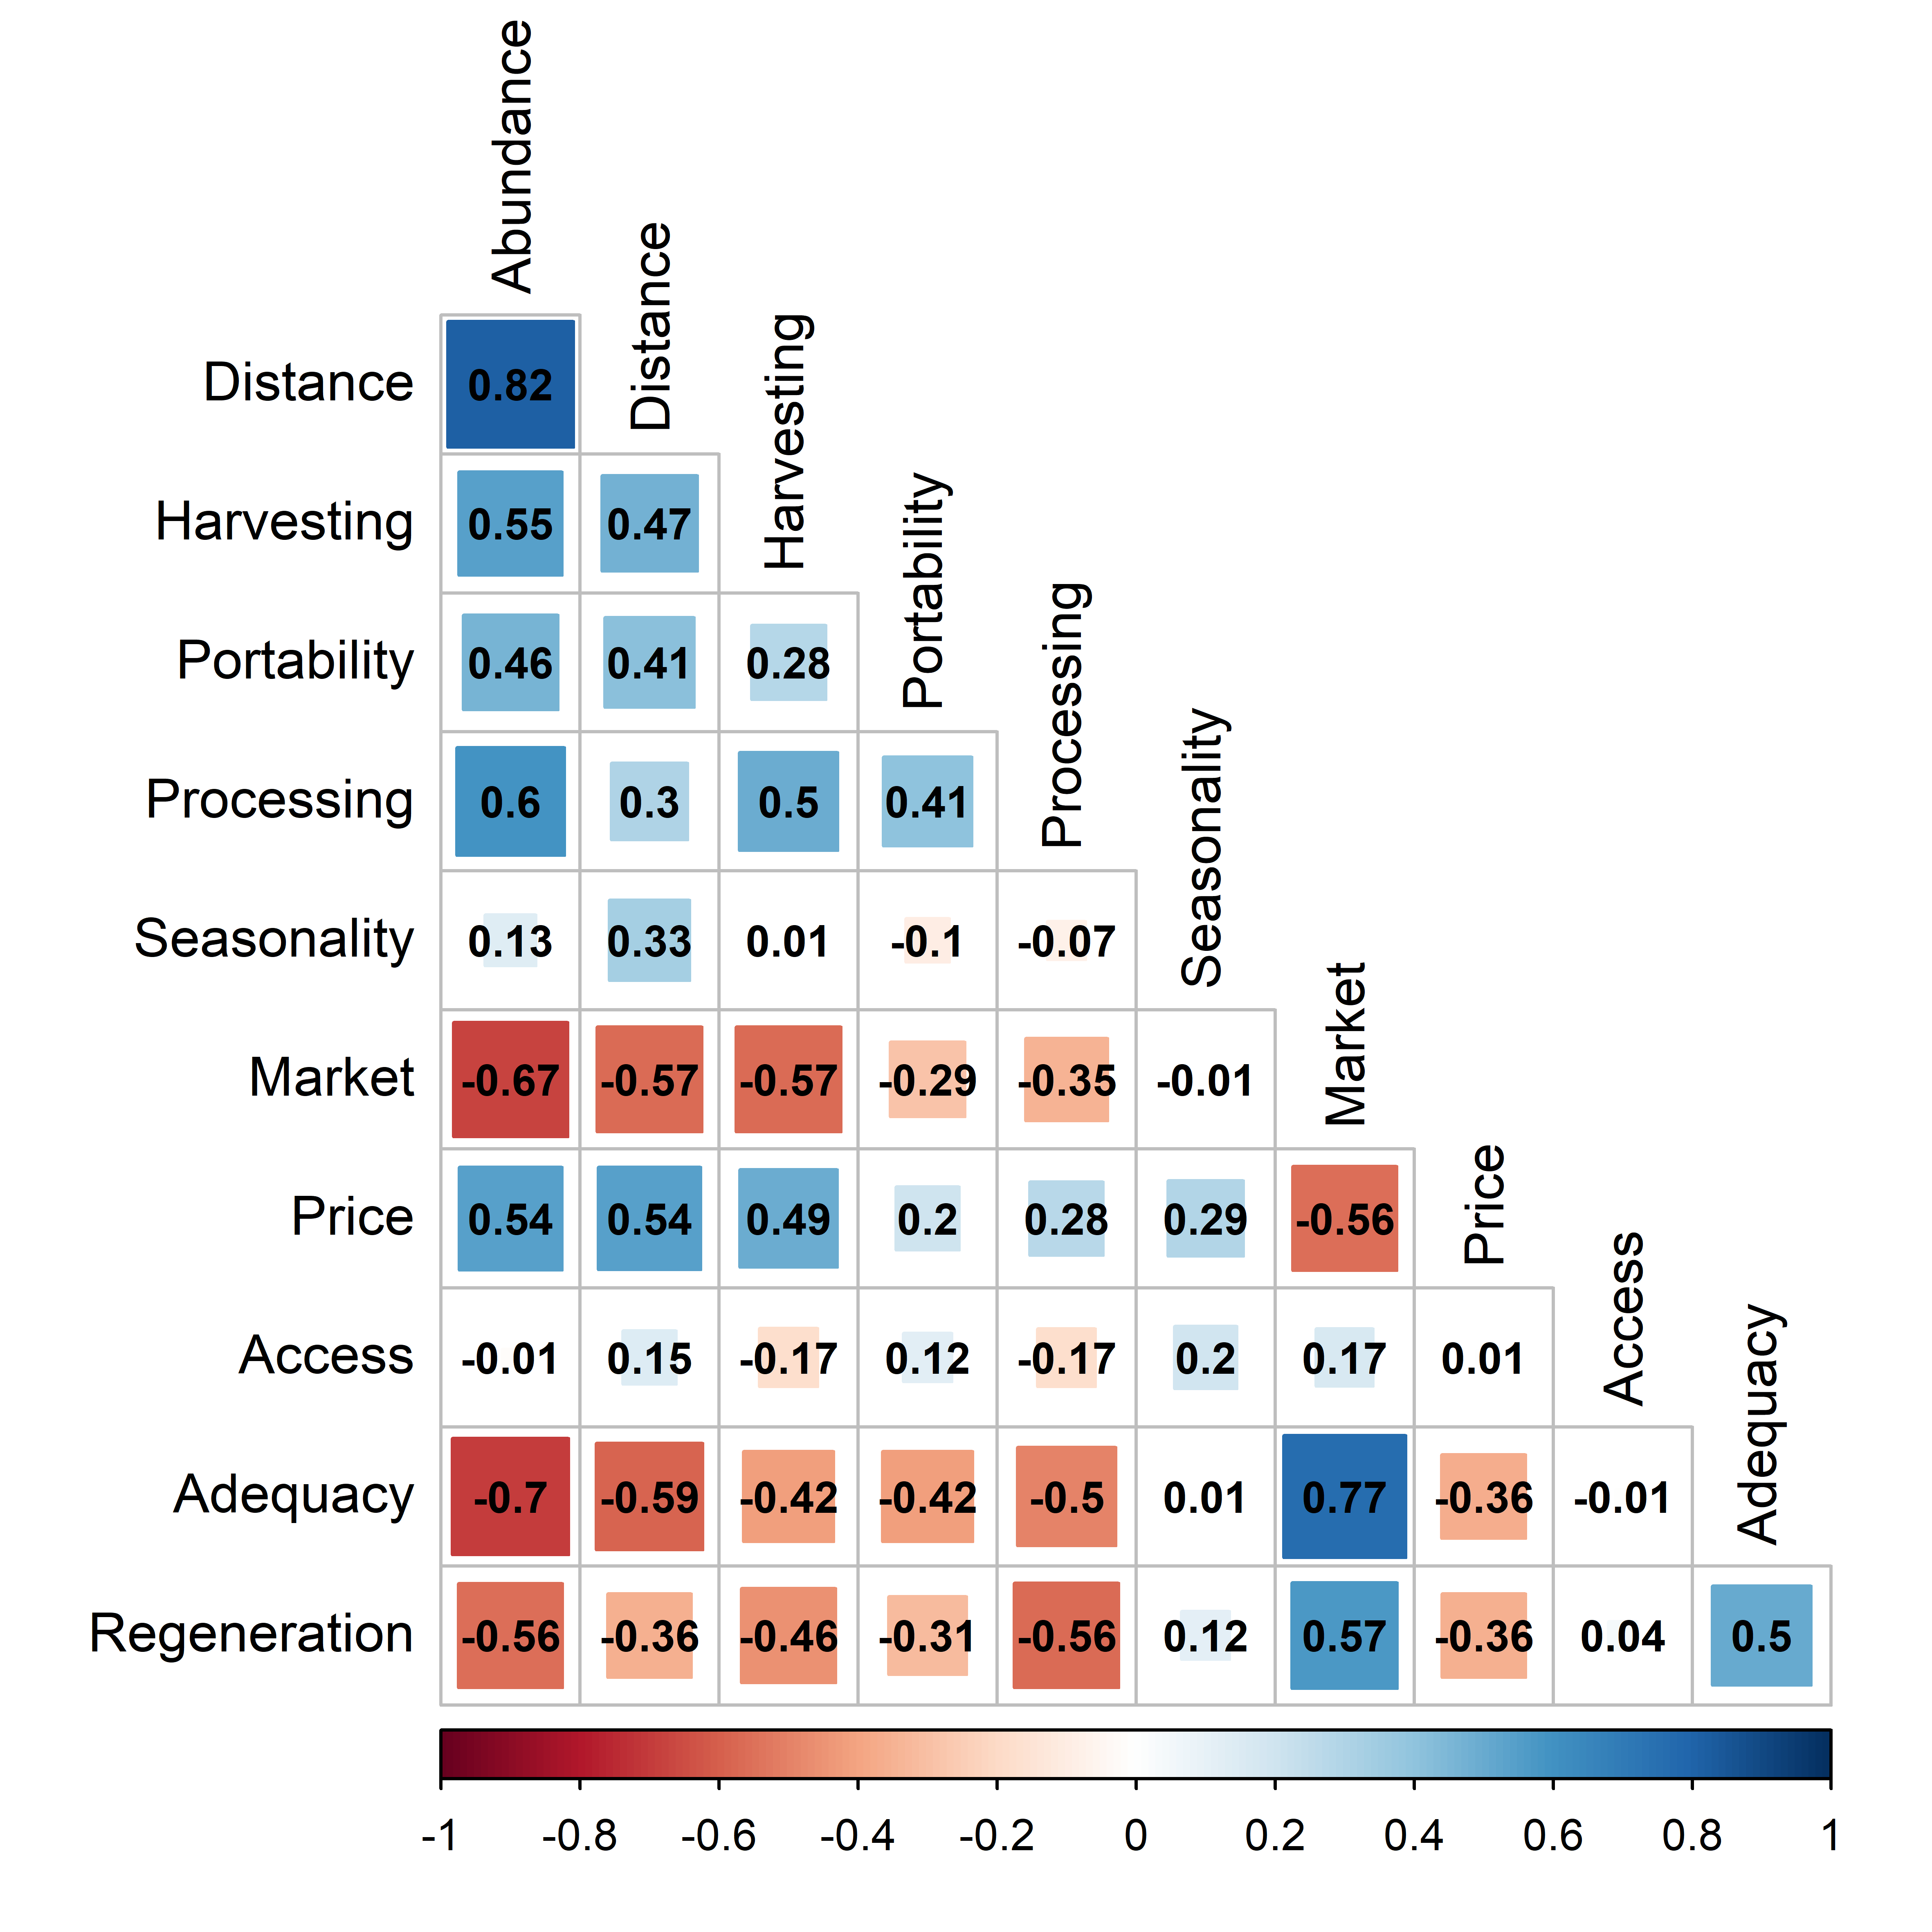 Abundance
Distance
Harvesting
Portability
Processing
Seasonality
Market
Price
Access
Adequacy
Distance 0.82
Harvesting 0.55 0.47
Portability 0.46 0.41 0.28
Processing 0.6 0.3 0.5 0.41
Seasonality 0.13 0.33 0.01 -0.1 -0.07
Market -0.67 -0.57 -0.57 -0.29 -0.35 -0.01
Price 0.54 0.54 0.49 0.2 0.28 0.29 -0.56
Access -0.01 0.15 -0.17 0.12 -0.17 0.2 0.17 0.01
Adequacy -0.7 -0.59 -0.42 -0.42 -0.5 0.01 0.77 -0.36 -0.01
Regeneration -0.56 -0.36 -0.46 -0.31 -0.56 0.12 0.57 -0.36 0.04 0.5
-1 -0.8 -0.6 -0.4 -0.2 0 0.2 0.4 0.6 0.8 1